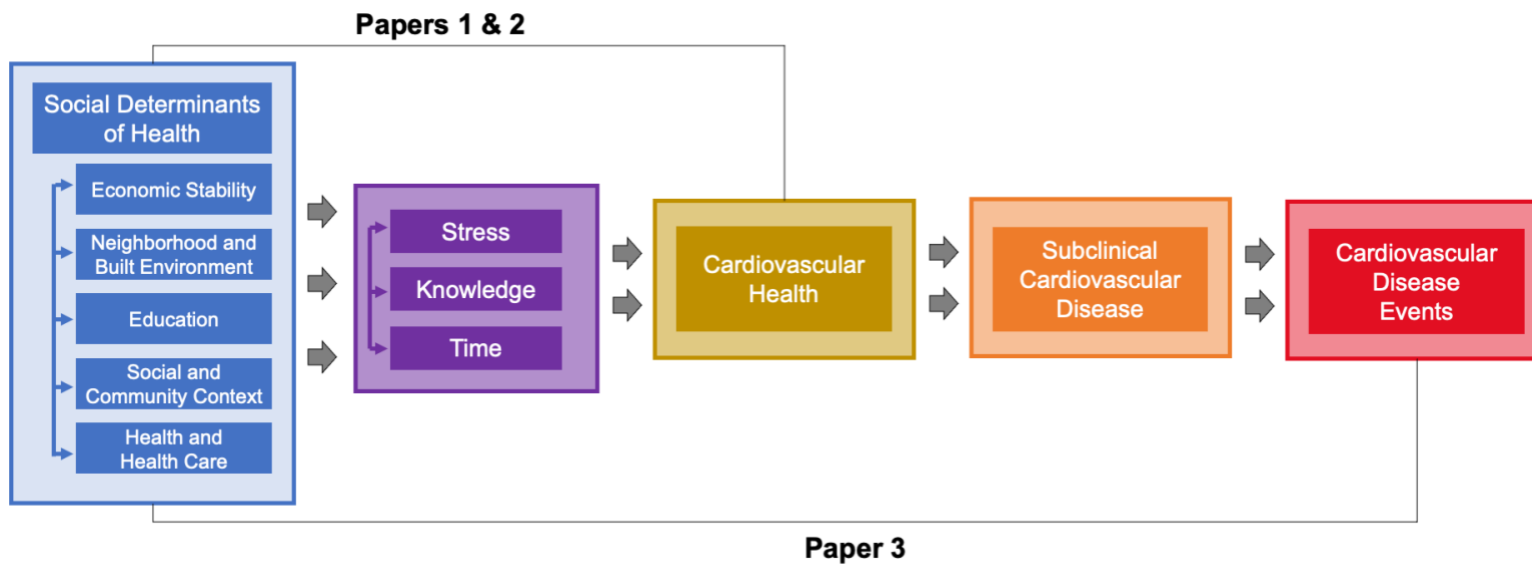 Papers 1 & 2
Social Determinants
of Health
Economic Stability
Neighborhood and
Built Environment
Education
Social and
Community Context
Health and
Health Care
Stress
Knowledge
Time
Cardiovascular
Health
Subclinical
Cardiovascular
Disease
Cardiovascular
Disease
Events
Paper 3